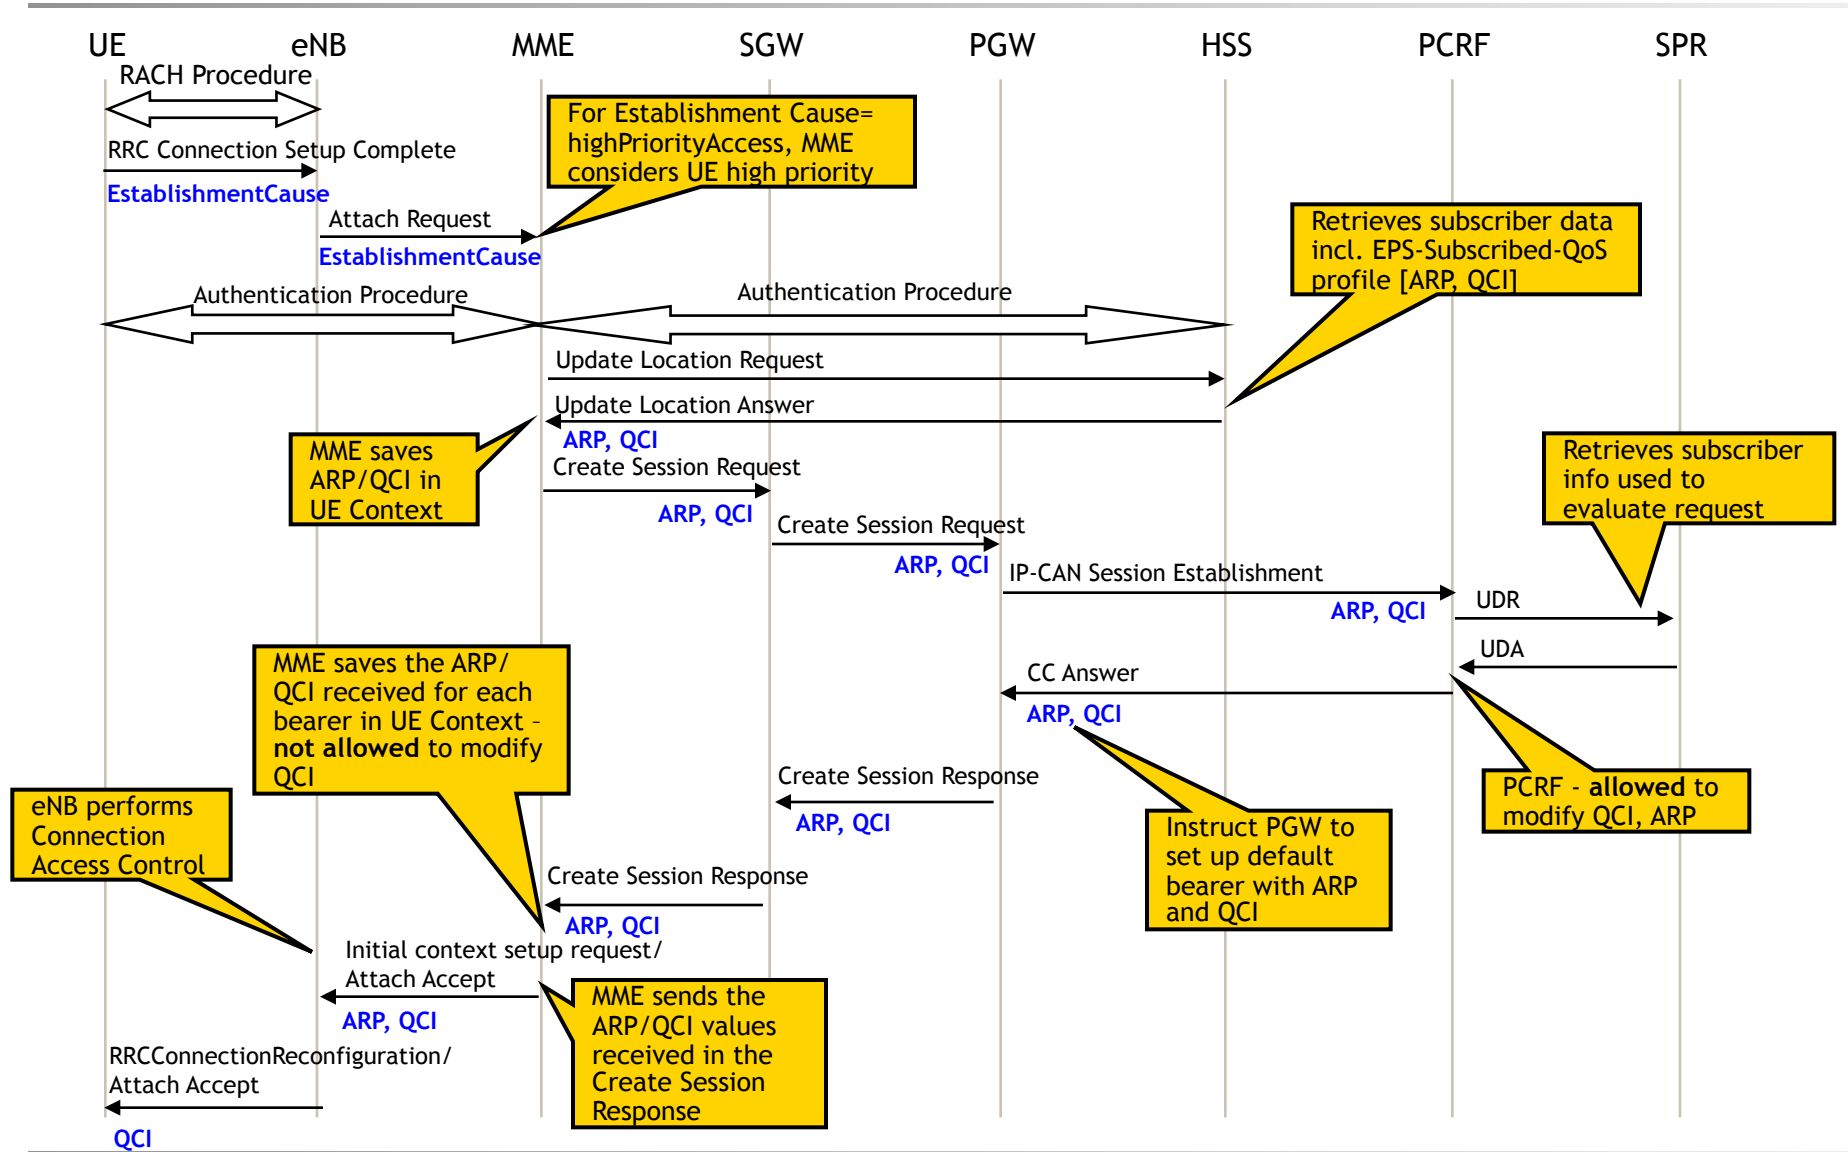 UE eNB MME SGW PGW HSS PCRF SPR
RACH Procedure
For Establishment Cause=
highPriorityAccess, MME
considers UE high priority
RRC Connection Setup Complete
EstablishmentCause
Attach Request
EstablishmentCause
Retrieves subscriber data
incl. EPS-Subscribed-QoS
profile [ARP, QCI]
Authentication Procedure
Authentication Procedure
Update Location Request
Update Location Answer
ARP, QCI
MME saves
ARP/QCI in
UE Context
Create Session Request
ARP, QCI
Retrieves subscriber
info used to
evaluate request
Create Session Request
ARP, QCI
IP-CAN Session Establishment
ARP, QCI
UDR
UDA
MME saves the ARP/
QCI received for each
bearer in UE Context –
not allowed to modify
QCI
CC Answer
ARP, QCI
Create Session Response
ARP, QCI
PCRF - allowed to
modify QCI, ARP
eNB performs
Connection
Access Control
Instruct PGW to
set up default
bearer with ARP
and QCI
Create Session Response
ARP, QCI
Initial context setup request/
Attach Accept
ARP, QCI
MME sends the
ARP/QCI values
received in the
Create Session
Response
RRCConnectionReconfiguration/
Attach Accept
QCI